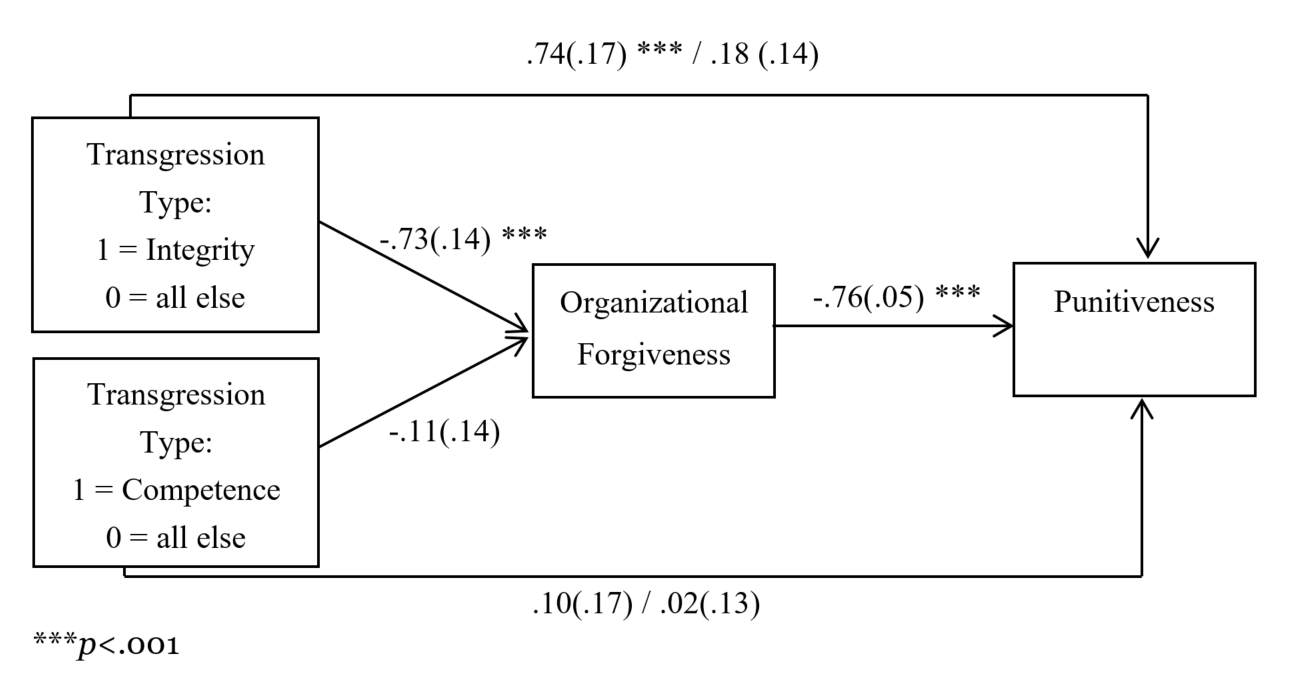 .74(.17) *** / .18 (.14)
Transgression
Type:
1 = Integrity
0 = all else
-.73(.14) ***
Organizational
Forgiveness
-.76(.05) ***
Punitiveness
Transgression
Type:
1 = Competence
0 = all else
-.11(.14)
.10(.17) / .02(.13)
***p<.001